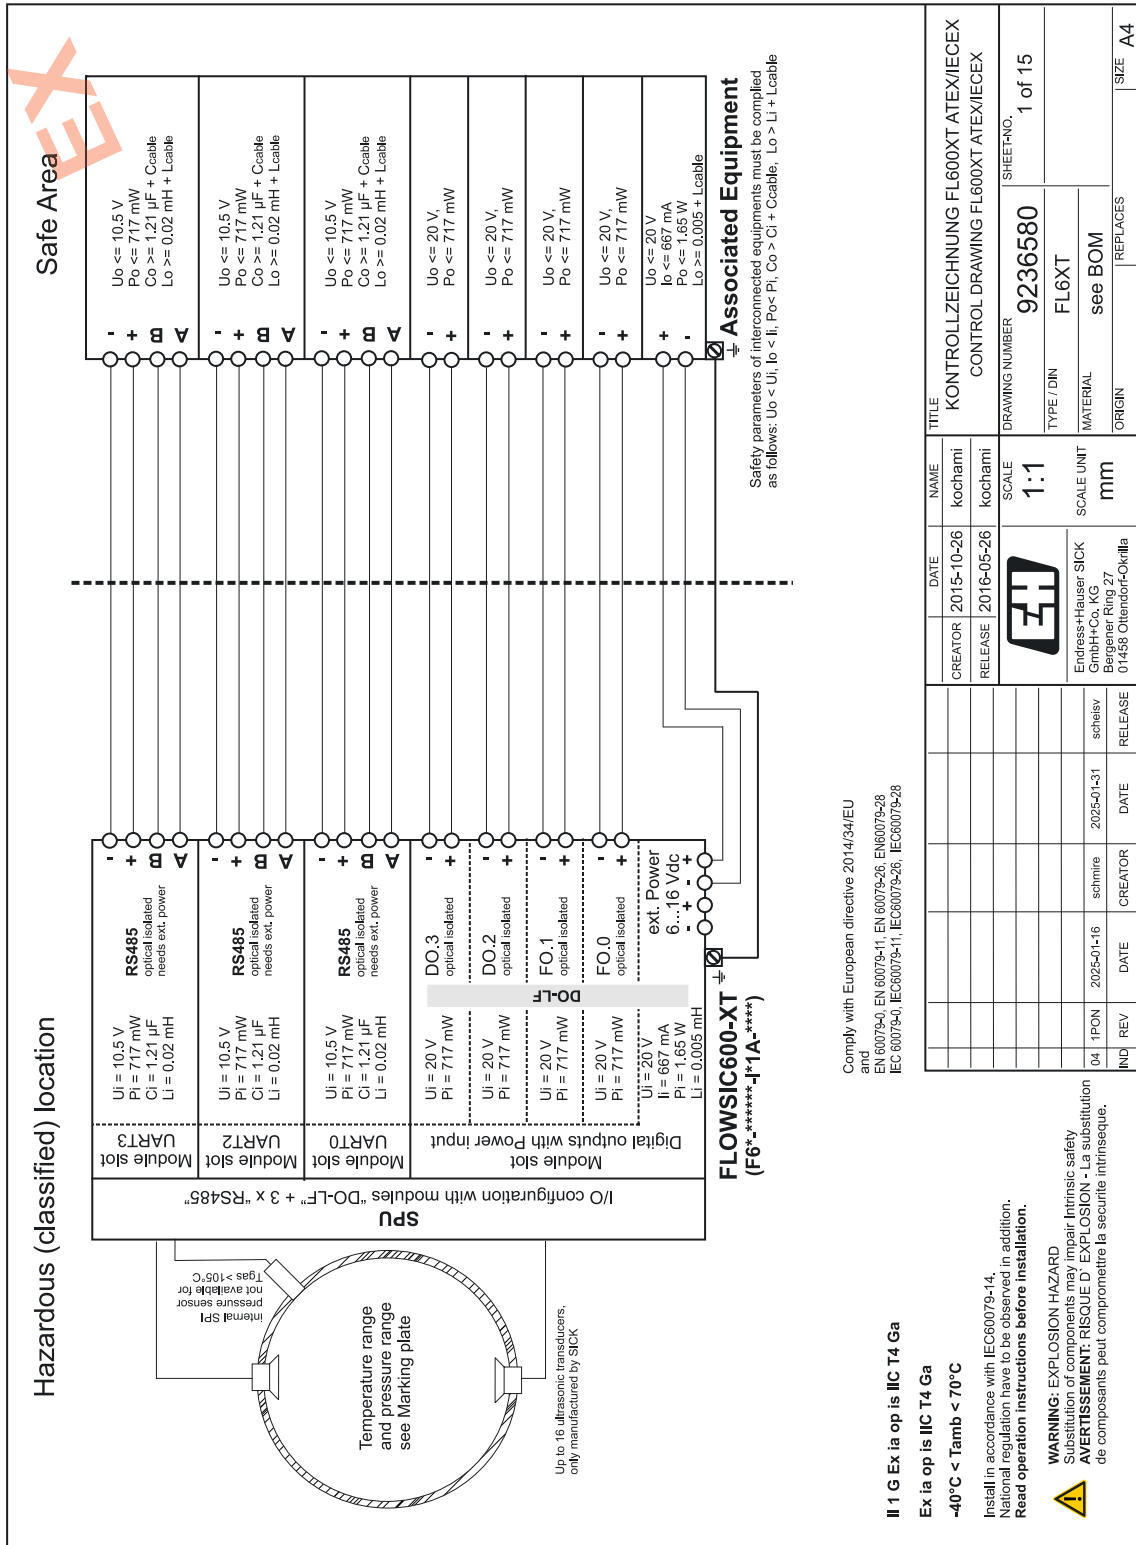 Hazardous (classified) location
Safe Area
EX
internal SPI
pressure sensor
not available for
Tgas >105°C
Temperature range
and pressure range
see Marking plate
Up to 16 ultrasonic transducers,
only manufactured by SICK
SPU
I/O configuration with modules "DO-LF" + 3 x "RS485"
Module slot
UART3
Ui = 10.5 V
Pi = 717 mW
Ci = 1.21 µF
Li = 0.02 mH
RS485
optical isolated
needs ext. power
-
+
B
A
-
+
B
A
Uo <= 10.5 V
Po <= 717 mW
Co >= 1.21 µF + Ccable
Lo >= 0.02 mH + Lcable
Module slot
UART2
Ui = 10.5 V
Pi = 717 mW
Ci = 1.21 µF
Li = 0.02 mH
RS485
optical isolated
needs ext. power
-
+
B
A
-
+
B
A
Uo <= 10.5 V
Po <= 717 mW
Co >= 1.21 µF + Ccable
Lo >= 0.02 mH + Lcable
Module slot
UART0
Ui = 10.5 V
Pi = 717 mW
Ci = 1.21 µF
Li = 0.02 mH
RS485
optical isolated
needs ext. power
-
+
B
A
-
+
B
A
Uo <= 10.5 V
Po <= 717 mW
Co >= 1.21 µF + Ccable
Lo >= 0.02 mH + Lcable
Module slot
Digital outputs with Power input
DO-LF
Ui = 20 V
Pi = 717 mW
DO.3
optical isolated
-
+
-
+
Uo <= 20 V,
Po <= 717 mW
Ui = 20 V
Pi = 717 mW
DO.2
optical isolated
-
+
-
+
Uo <= 20 V,
Po <= 717 mW
Ui = 20 V
Pi = 717 mW
FO.1
optical isolated
-
+
-
+
Uo <= 20 V,
Po <= 717 mW
Ui = 20 V
Pi = 717 mW
FO.0
optical isolated
-
+
-
+
Uo <= 20 V,
Po <= 717 mW
Ui = 20 V
Ii = 667 mA
Pi = 1.65 W
Li = 0.005 mH
ext. Power
6...16 Vdc
- + - +
+
-
Uo <= 20 V
Io <= 667 mA
Po <= 1.65 W
Lo >= 0.005 + Lcable
FLOWSIC600-XT
(F6*-******-I*1A-****)
Associated Equipment
Safety parameters of interconnected equipments must be complied
as follows: Uo < Ui, Io < Ii, Po< Pi, Co > Ci + Ccable, Lo > Li + Lcable
Comply with European directive 2014/34/EU
and
EN 60079-0, EN 60079-11, EN 60079-26, EN60079-28
IEC 60079-0, IEC60079-11, IEC60079-26, IEC60079-28
II 1 G Ex ia op is IIC T4 Ga
Ex ia op is IIC T4 Ga
-40°C < Tamb < 70°C
Install in accordance with IEC60079-14.
National regulation have to be observed in addition.
Read operation instructions before installation.
WARNING: EXPLOSION HAZARD
Substitution of components may impair Intrinsic safety
AVERTISSEMENT: RISQUE D´ EXPLOSION - La substitution
de composants peut compromettre la securite intrinseque.
04 1PON 2025-01-16 schmire 2025-01-31 scheisv
IND REV DATE CREATOR DATE RELEASE
DATE NAME
CREATOR 2015-10-26 kochami
RELEASE 2016-05-26 kochami
EH
Endress+Hauser SICK
GmbH+Co. KG
Bergener Ring 27
01458 Ottendorf-Okrilla
SCALE
1:1
SCALE UNIT
mm
TITLE
KONTROLLZEICHNUNG FL600XT ATEX/IECEX
CONTROL DRAWING FL600XT ATEX/IECEX
DRAWING NUMBER
9236580
SHEET-NO.
1 of 15
TYPE / DIN
FL6XT
MATERIAL
see BOM
ORIGIN
REPLACES
SIZE A4